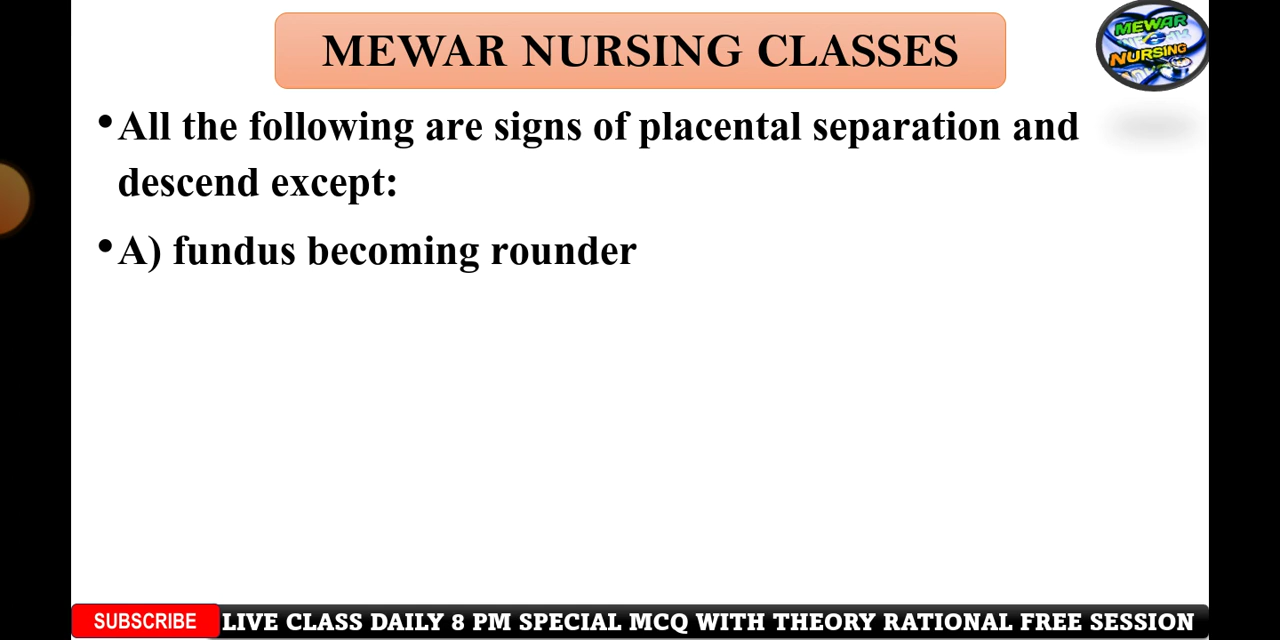 MEWAR NURSING CLASSES
MEWAR
NURSING
•All the following are signs of placental separation and
descend except:
•A) fundus becoming rounder
SUBSCRIBE LIVE CLASS DAILY 8 PM SPECIAL MCQ WITH THEORY RATIONAL FREE SESSION